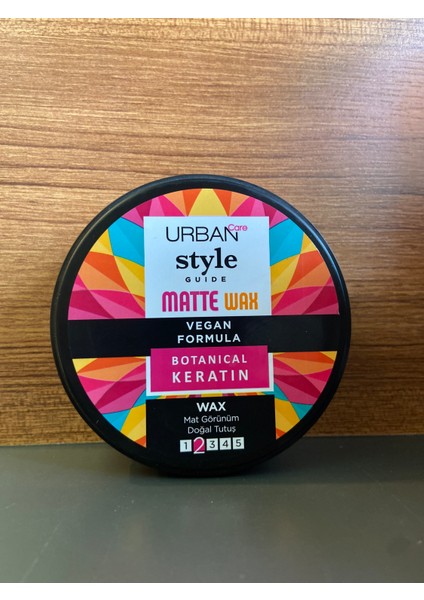 URBAN Care
style
GUIDE
MATTE WAX
VEGAN
FORMULA
BOTANICAL
KERATIN
WAX
Mat Görünüm
Doğal Tutuş
1 2 3 4 5